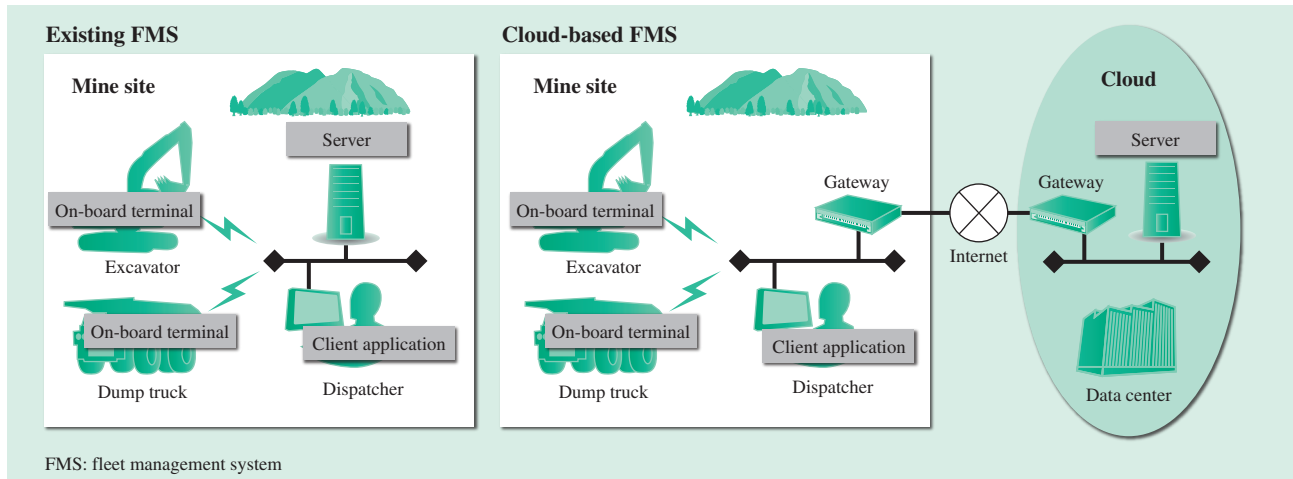 Existing FMS
Mine site
Server
On-board terminal
Excavator
On-board terminal
Dump truck
Client application
Dispatcher
Cloud-based FMS
Mine site
On-board terminal
Excavator
On-board terminal
Dump truck
Gateway
Client application
Dispatcher
Internet
Cloud
Server
Gateway
Data center
FMS: fleet management system